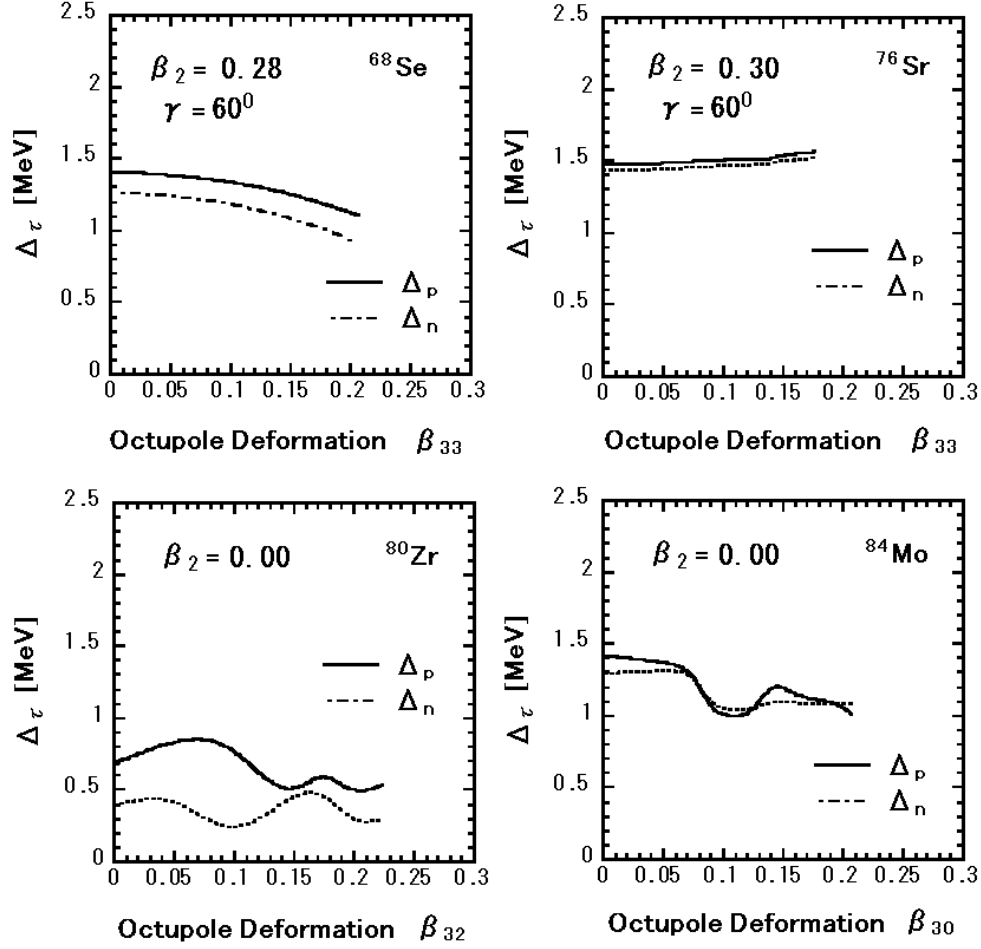 2.5
2
1.5
1
0.5
0
0 0.05 0.1 0.15 0.2 0.25 0.3
Δτ [MeV]
β₂ = 0.28
γ = 60⁰
⁶⁸Se
Δp
Δn
Octupole Deformation β₃₃
2.5
2
1.5
1
0.5
0
0 0.05 0.1 0.15 0.2 0.25 0.3
Δτ [MeV]
β₂ = 0.30
γ = 60⁰
⁷⁶Sr
Δp
Δn
Octupole Deformation β₃₃
2.5
2
1.5
1
0.5
0
0 0.05 0.1 0.15 0.2 0.25 0.3
Δτ [MeV]
β₂ = 0.00
⁸⁰Zr
Δp
Δn
Octupole Deformation β₃₂
2.5
2
1.5
1
0.5
0
0 0.05 0.1 0.15 0.2 0.25 0.3
Δτ [MeV]
β₂ = 0.00
⁸⁴Mo
Δp
Δn
Octupole Deformation β₃₀